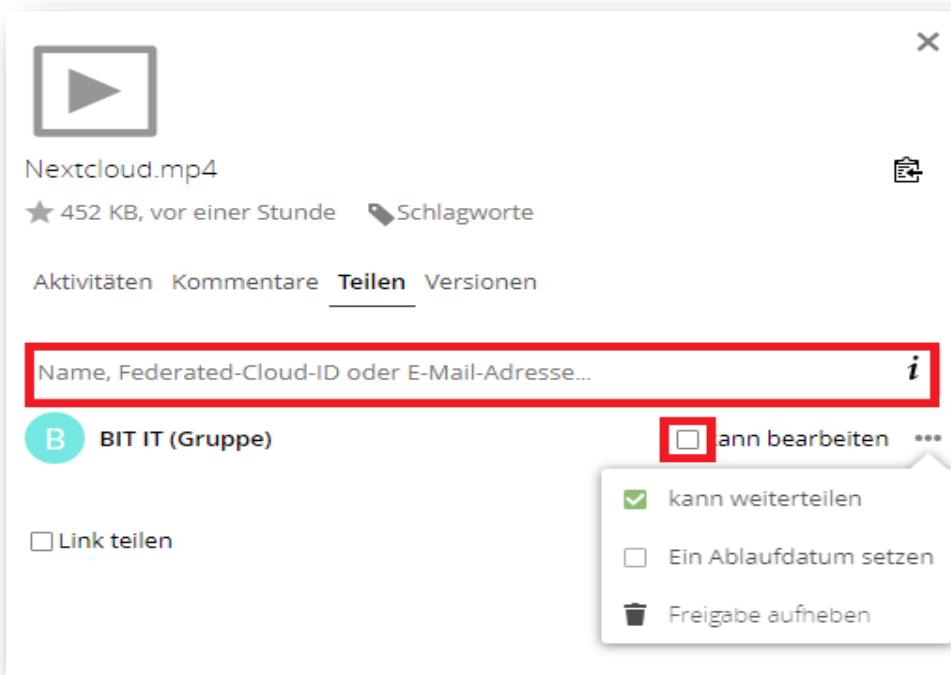 Nextcloud.mp4
452 KB, vor einer Stunde Schlagworte
Aktivitäten Kommentare Teilen Versionen
Name, Federated-Cloud-ID oder E-Mail-Adresse... i
B BIT IT (Gruppe) kann bearbeiten
kann weiterteilen
Link teilen
Ein Ablaufdatum setzen
Freigabe aufheben